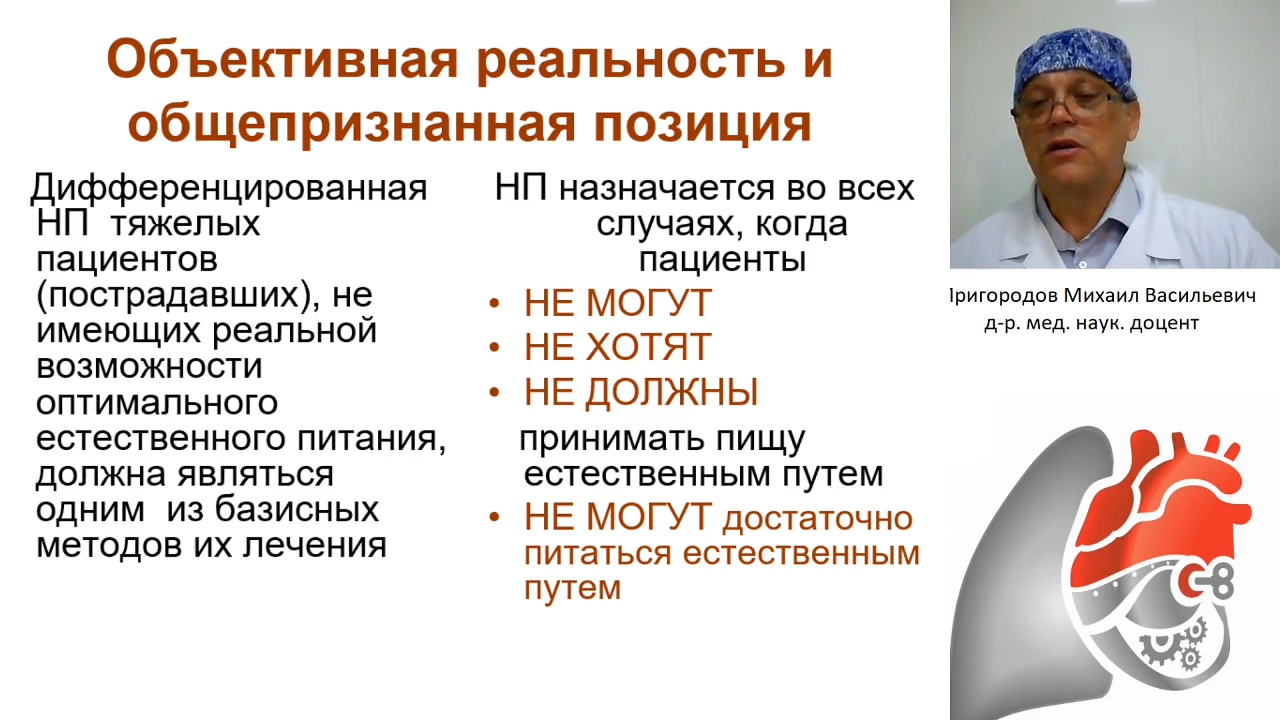 Объективная реальность и
общепризнанная позиция
Дифференцированная
НП тяжелых
пациентов
(пострадавших), не
имеющих реальной
возможности
оптимального
естественного питания,
должна являться
одним из базисных
методов их лечения
НП назначается во всех
случаях, когда
пациенты
• НЕ МОГУТ
• НЕ ХОТЯТ
• НЕ ДОЛЖНЫ
принимать пищу
естественным путем
• НЕ МОГУТ достаточно
питаться естественным
путем
Пригородов Михаил Васильевич
д-р. мед. наук. доцент